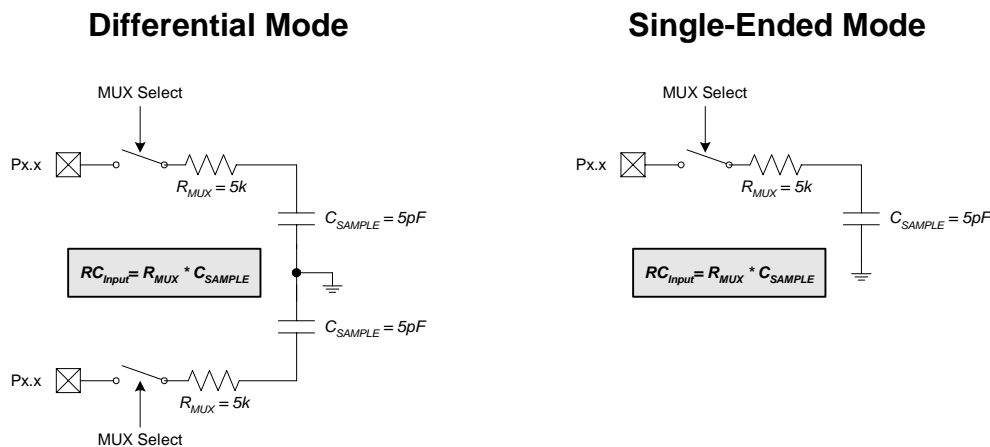 Differential Mode
MUX Select
Px.x
R_MUX = 5k
C_SAMPLE = 5pF
RC_Input= R_MUX * C_SAMPLE
C_SAMPLE = 5pF
Px.x
R_MUX = 5k
MUX Select
Single-Ended Mode
MUX Select
Px.x
R_MUX = 5k
C_SAMPLE = 5pF
RC_Input= R_MUX * C_SAMPLE